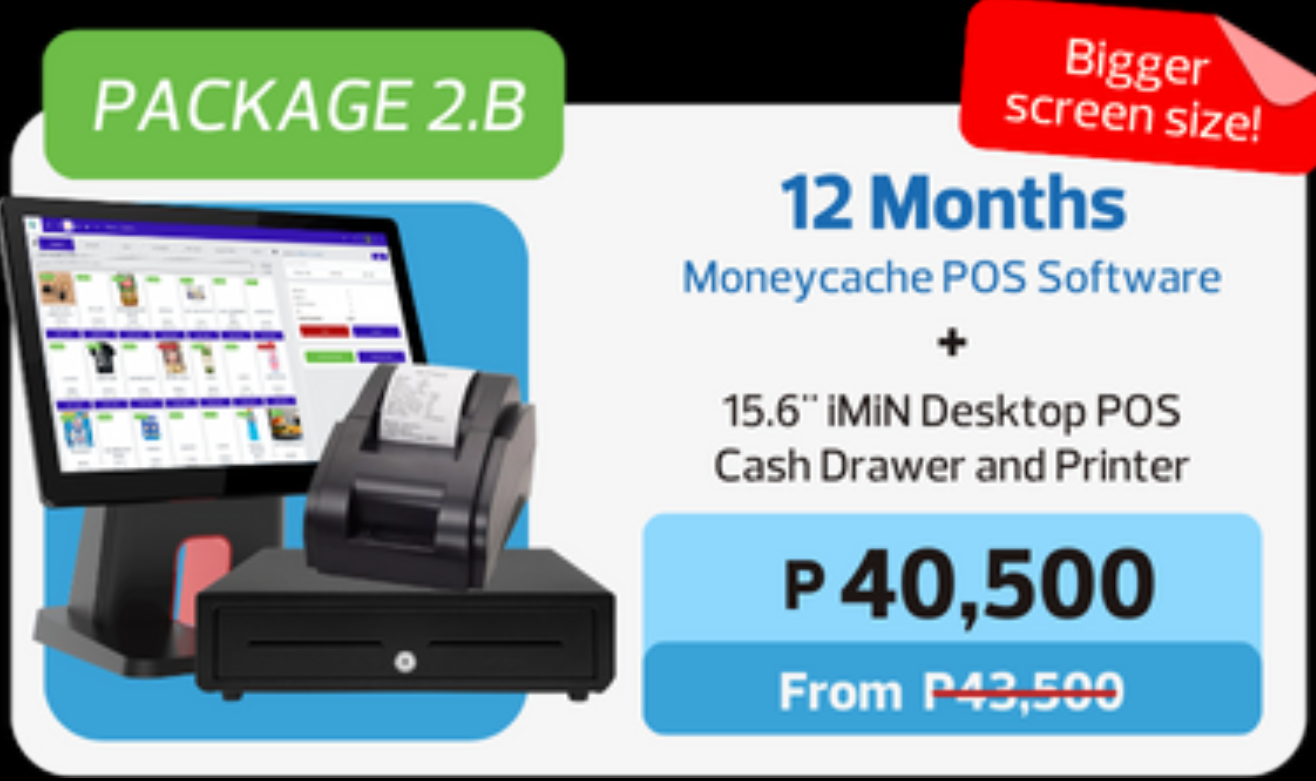 PACKAGE 2.B
Bigger
screen size!
12 Months
Moneycache POS Software
+
15.6¨ iMiN Desktop POS
Cash Drawer and Printer
P 40,500
From P43,500